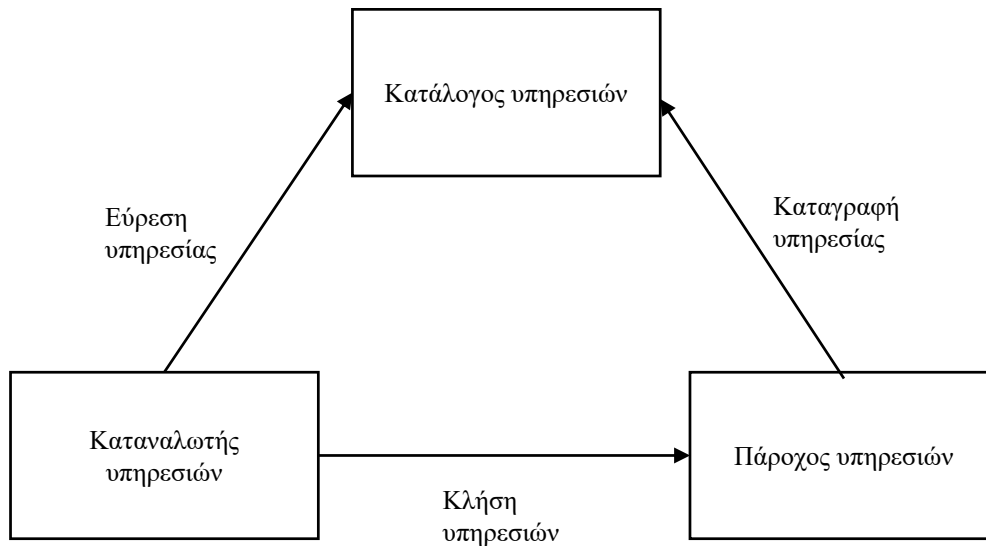 Κατάλογος υπηρεσιών
Εύρεση
υπηρεσίας
Καταγραφή
υπηρεσίας
Καταναλωτής
υπηρεσιών
Πάροχος υπηρεσιών
Κλήση
υπηρεσιών